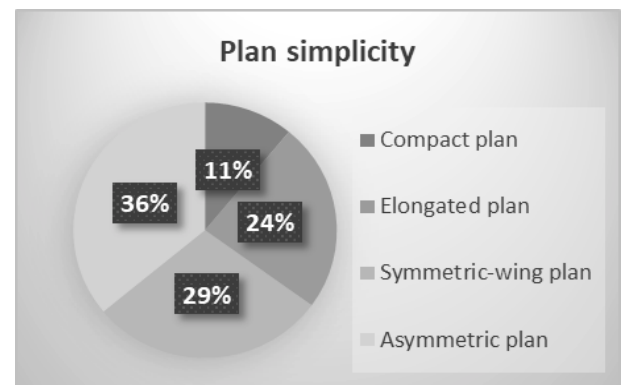 Plan simplicity
11%
24%
29%
36%
Compact plan
Elongated plan
Symmetric-wing plan
Asymmetric plan